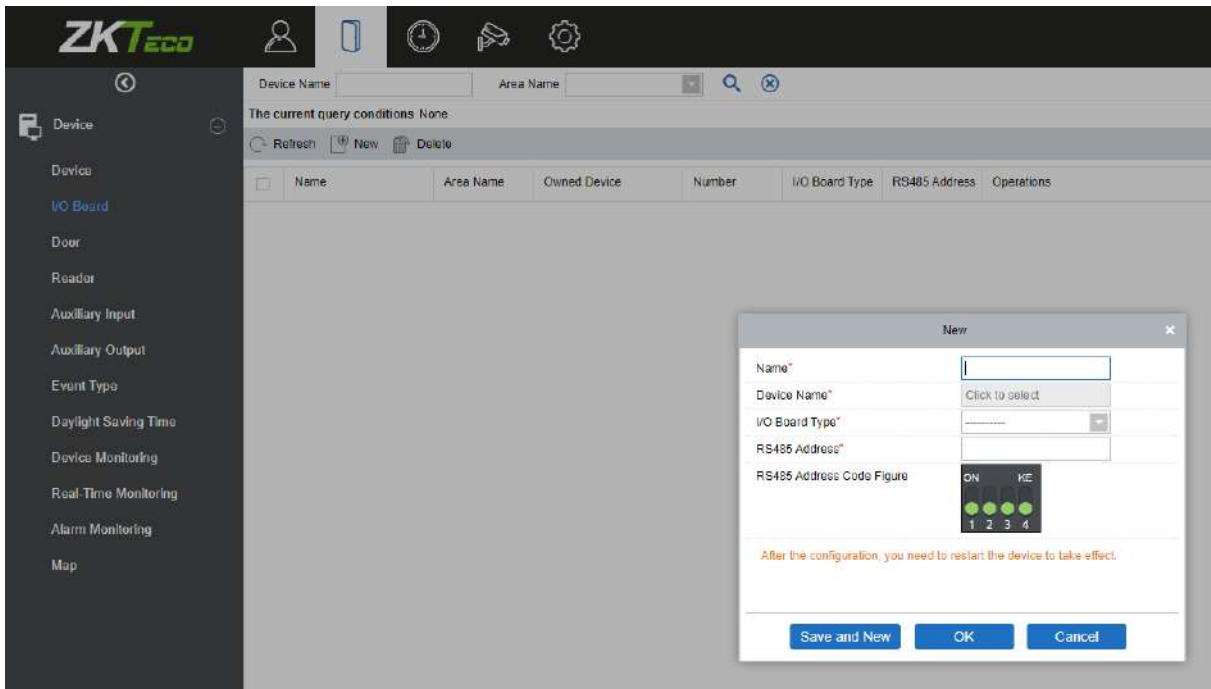 ZKTECO
Device Name
Area Name
The current query conditions None
Refresh New Delete
Name Area Name Owned Device Number I/O Board Type RS485 Address Operations
Device
Device
I/O Board
Door
Reader
Auxiliary Input
Auxiliary Output
Event Type
Daylight Saving Time
Device Monitoring
Real-Time Monitoring
Alarm Monitoring
Map
New
Name*
Device Name* Click to select
I/O Board Type* ----------
RS485 Address*
RS485 Address Code Figure
ON KE
1 2 3 4
After the configuration, you need to restart the device to take effect.
Save and New OK Cancel